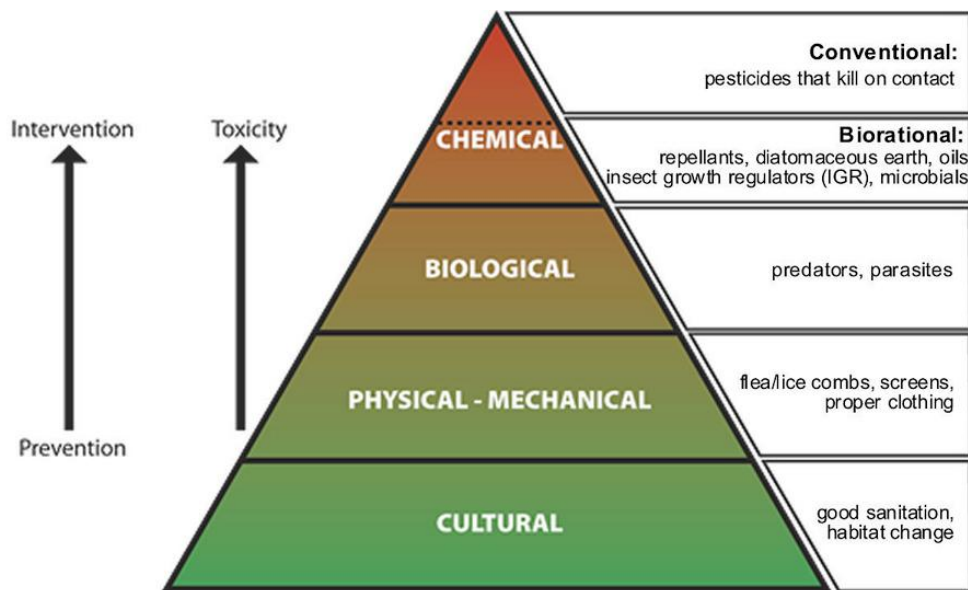 Conventional:
pesticides that kill on contact
Intervention
Toxicity
CHEMICAL
Biorational:
repellants, diatomaceous earth, oils
insect growth regulators (IGR), microbials
BIOLOGICAL
predators, parasites
PHYSICAL - MECHANICAL
flea/lice combs, screens,
proper clothing
Prevention
CULTURAL
good sanitation,
habitat change